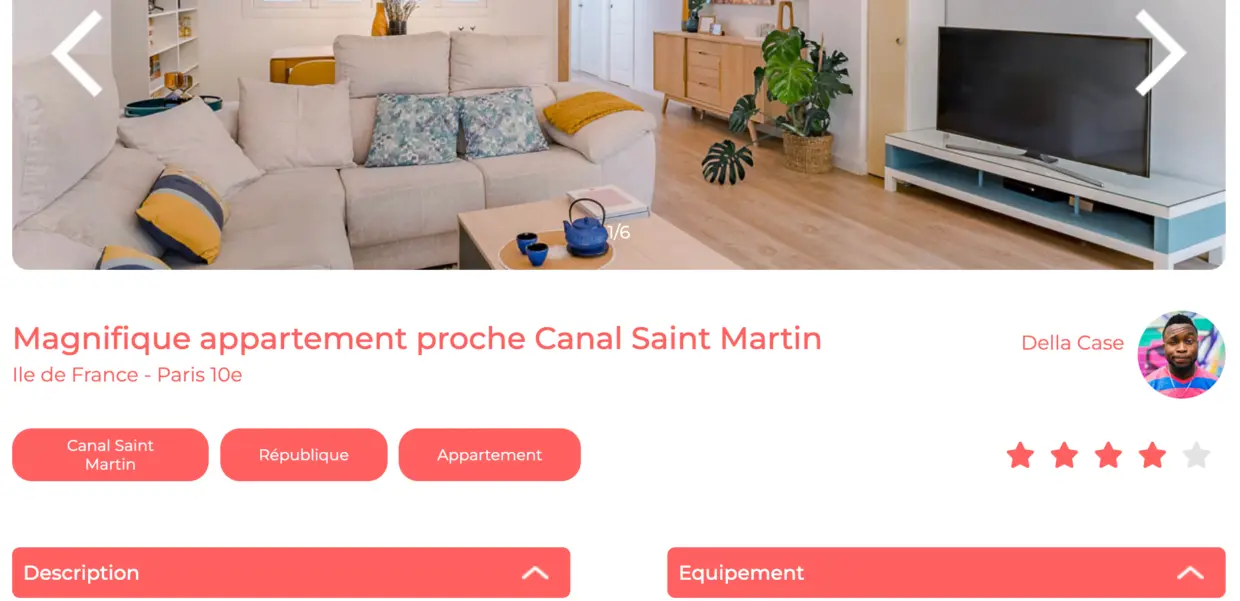 1/6
Magnifique appartement proche Canal Saint Martin
Ile de France - Paris 10e
Della Case
Canal Saint
Martin
République
Appartement
Description
Equipement